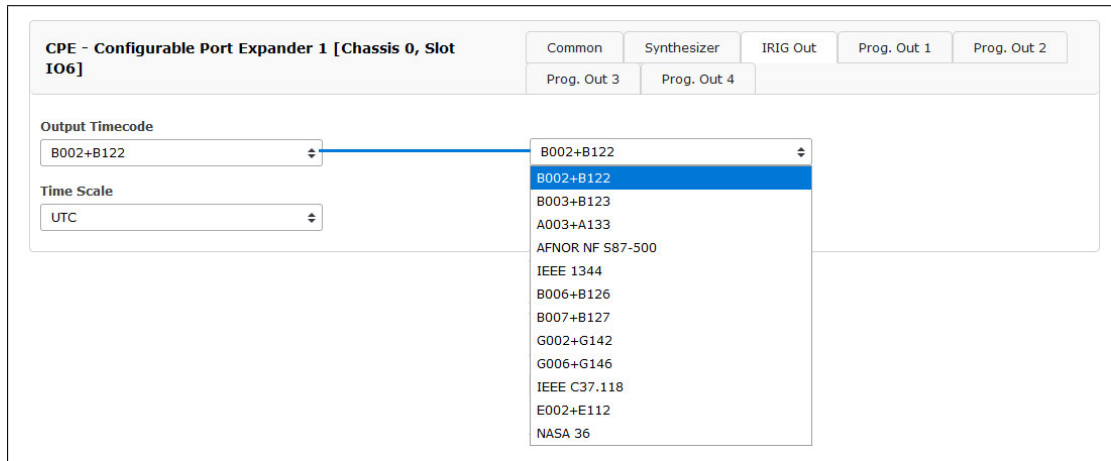 CPE - Configurable Port Expander 1 [Chassis 0, Slot
IO6]
Common
Synthesizer
IRIG Out
Prog. Out 1
Prog. Out 2
Prog. Out 3
Prog. Out 4
Output Timecode
B002+B122
Time Scale
UTC
B002+B122
B002+B122
B003+B123
A003+A133
AFNOR NF S87-500
IEEE 1344
B006+B126
B007+B127
G002+G142
G006+G146
IEEE C37.118
E002+E112
NASA 36